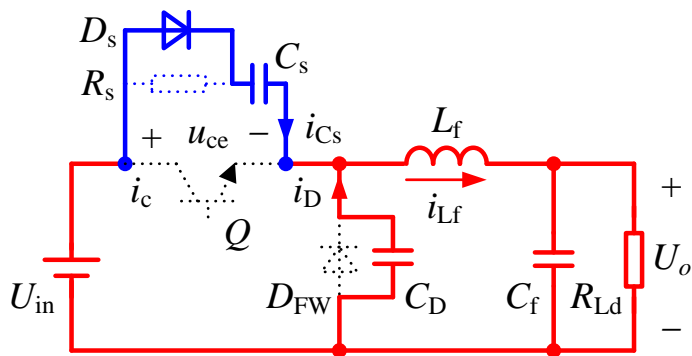 Ds
Cs
Rs
+ uce −
iCs
Lf
ic
Q
iD
iLf
+
Uin
DFW
CD
Cf
RLd
Uo
−